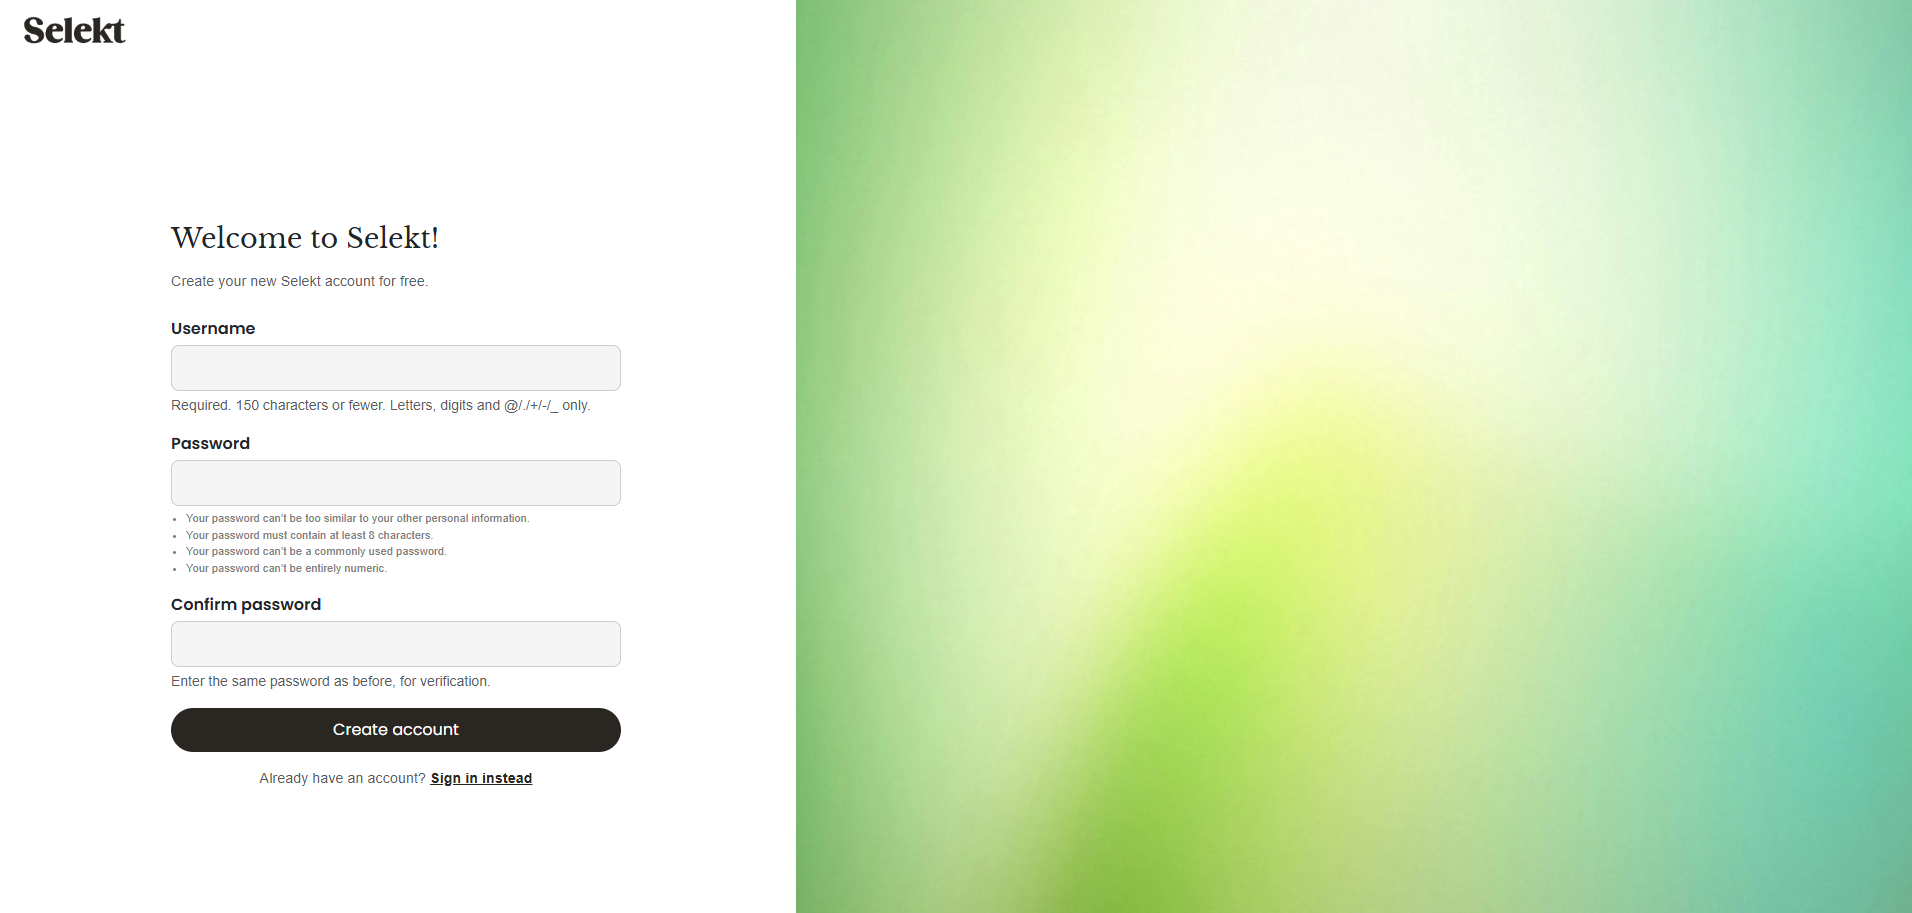 Selekt
Welcome to Selekt!
Create your new Selekt account for free.
Username
Required. 150 characters or fewer. Letters, digits and @/./+/-/_ only.
Password
• Your password can't be too similar to your other personal information.
• Your password must contain at least 8 characters.
• Your password can't be a commonly used password.
• Your password can't be entirely numeric.
Confirm password
Enter the same password as before, for verification.
Create account
Already have an account? Sign in instead